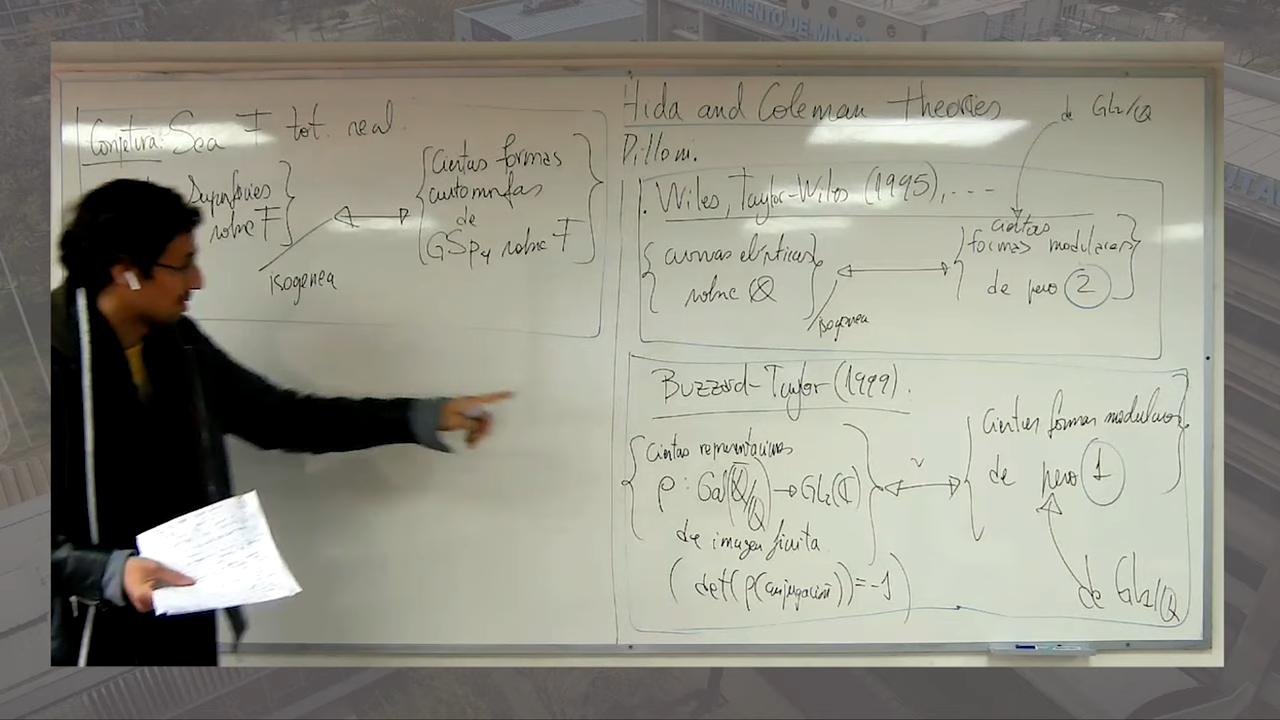 Conjetura: Sea F tot. real.
Superficies
sobre F
isogenea
ciertas formas
automorfas
de
GSp₄ sobre F
Hida and Coleman theories
de GL₂/ℚ
Pilloni.
. Wiles, Taylor-Wiles (1995), ...
curvas elípticas
sobre ℚ
isogenea
ciertas
formas modulares
de peso 2
Buzzard-Taylor (1999).
ciertas representaciones
ρ: Gal(ℚ̄/ℚ) → GL₂(ℂ)
de imagen finita
(det(ρ(conjugación)) = -1)
ciertas formas modulares
de peso 1
de GL₂/ℚ